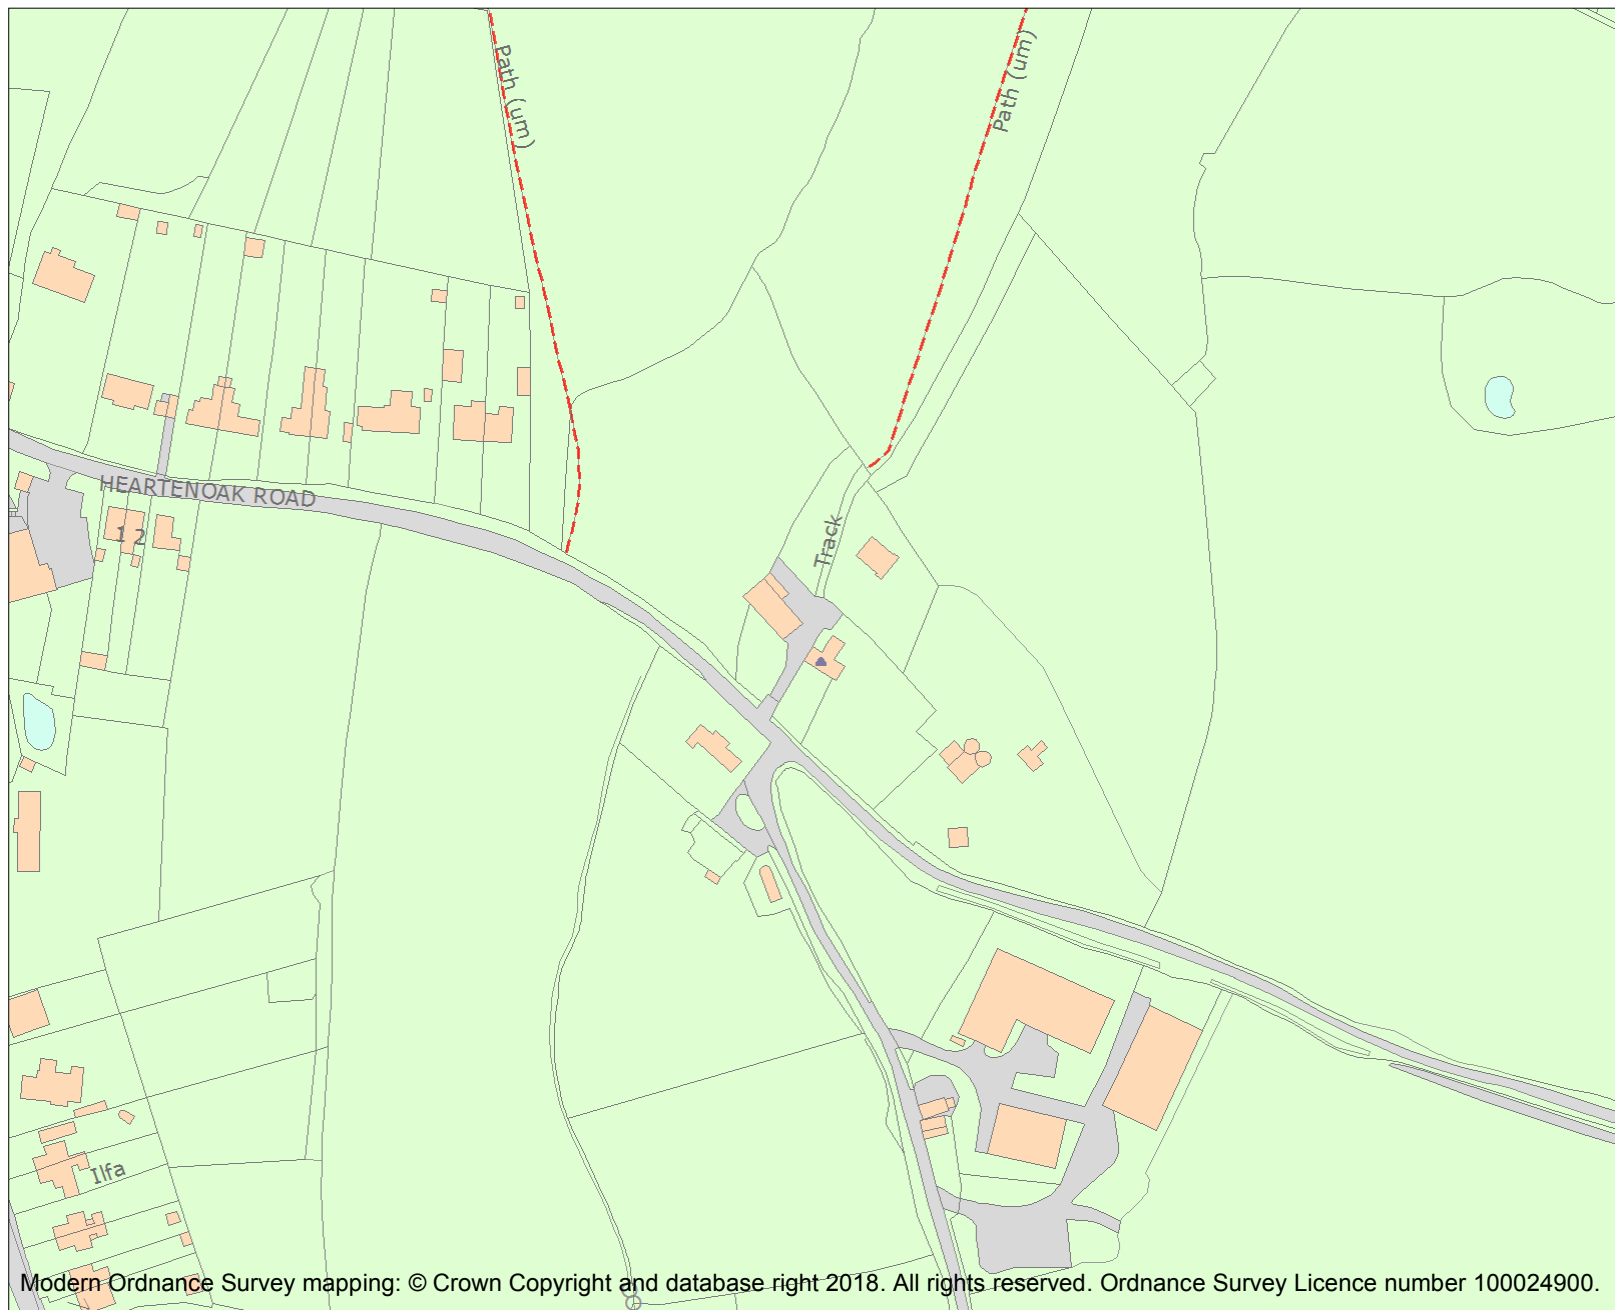 Path (um)
Path (um)
HEARTENOAK ROAD
1 2
Track
Ilfa
Modern Ordnance Survey mapping: © Crown Copyright and database right 2018. All rights reserved. Ordnance Survey Licence number 100024900.